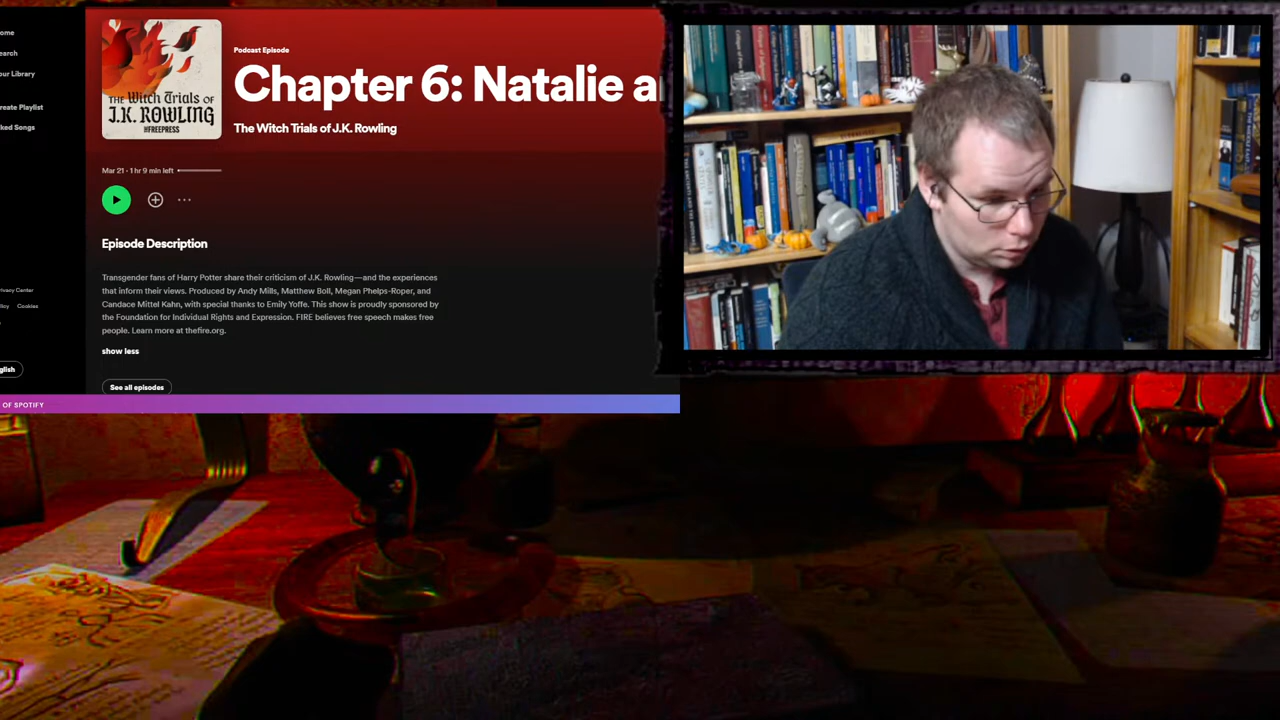 ome
earch
our Library
reate Playlist
ked Songs
rivacy Center
licy Cookies
glish
THE WITCH TRIALS OF
J.K. ROWLING
#FREEPRESS
Podcast Episode
Chapter 6: Natalie a
The Witch Trials of J.K. Rowling
Mar 21 · 1 hr 9 min left
Episode Description
Transgender fans of Harry Potter share their criticism of J.K. Rowling—and the experiences
that inform their views. Produced by Andy Mills, Matthew Boll, Megan Phelps-Roper, and
Candace Mittel Kahn, with special thanks to Emily Yoffe. This show is proudly sponsored by
the Foundation for Individual Rights and Expression. FIRE believes free speech makes free
people. Learn more at thefire.org.
show less
See all episodes
OF SPOTIFY